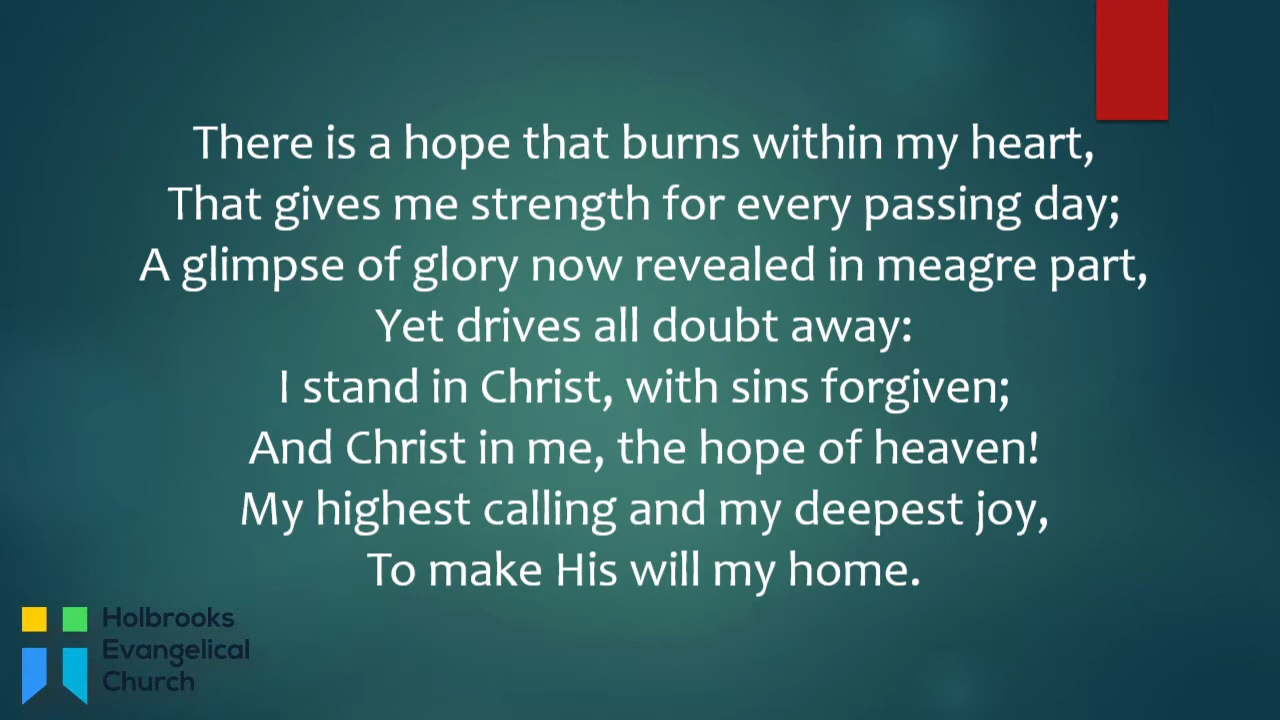 There is a hope that burns within my heart,
That gives me strength for every passing day;
A glimpse of glory now revealed in meagre part,
Yet drives all doubt away:
I stand in Christ, with sins forgiven;
And Christ in me, the hope of heaven!
My highest calling and my deepest joy,
To make His will my home.
Holbrooks
Evangelical
Church